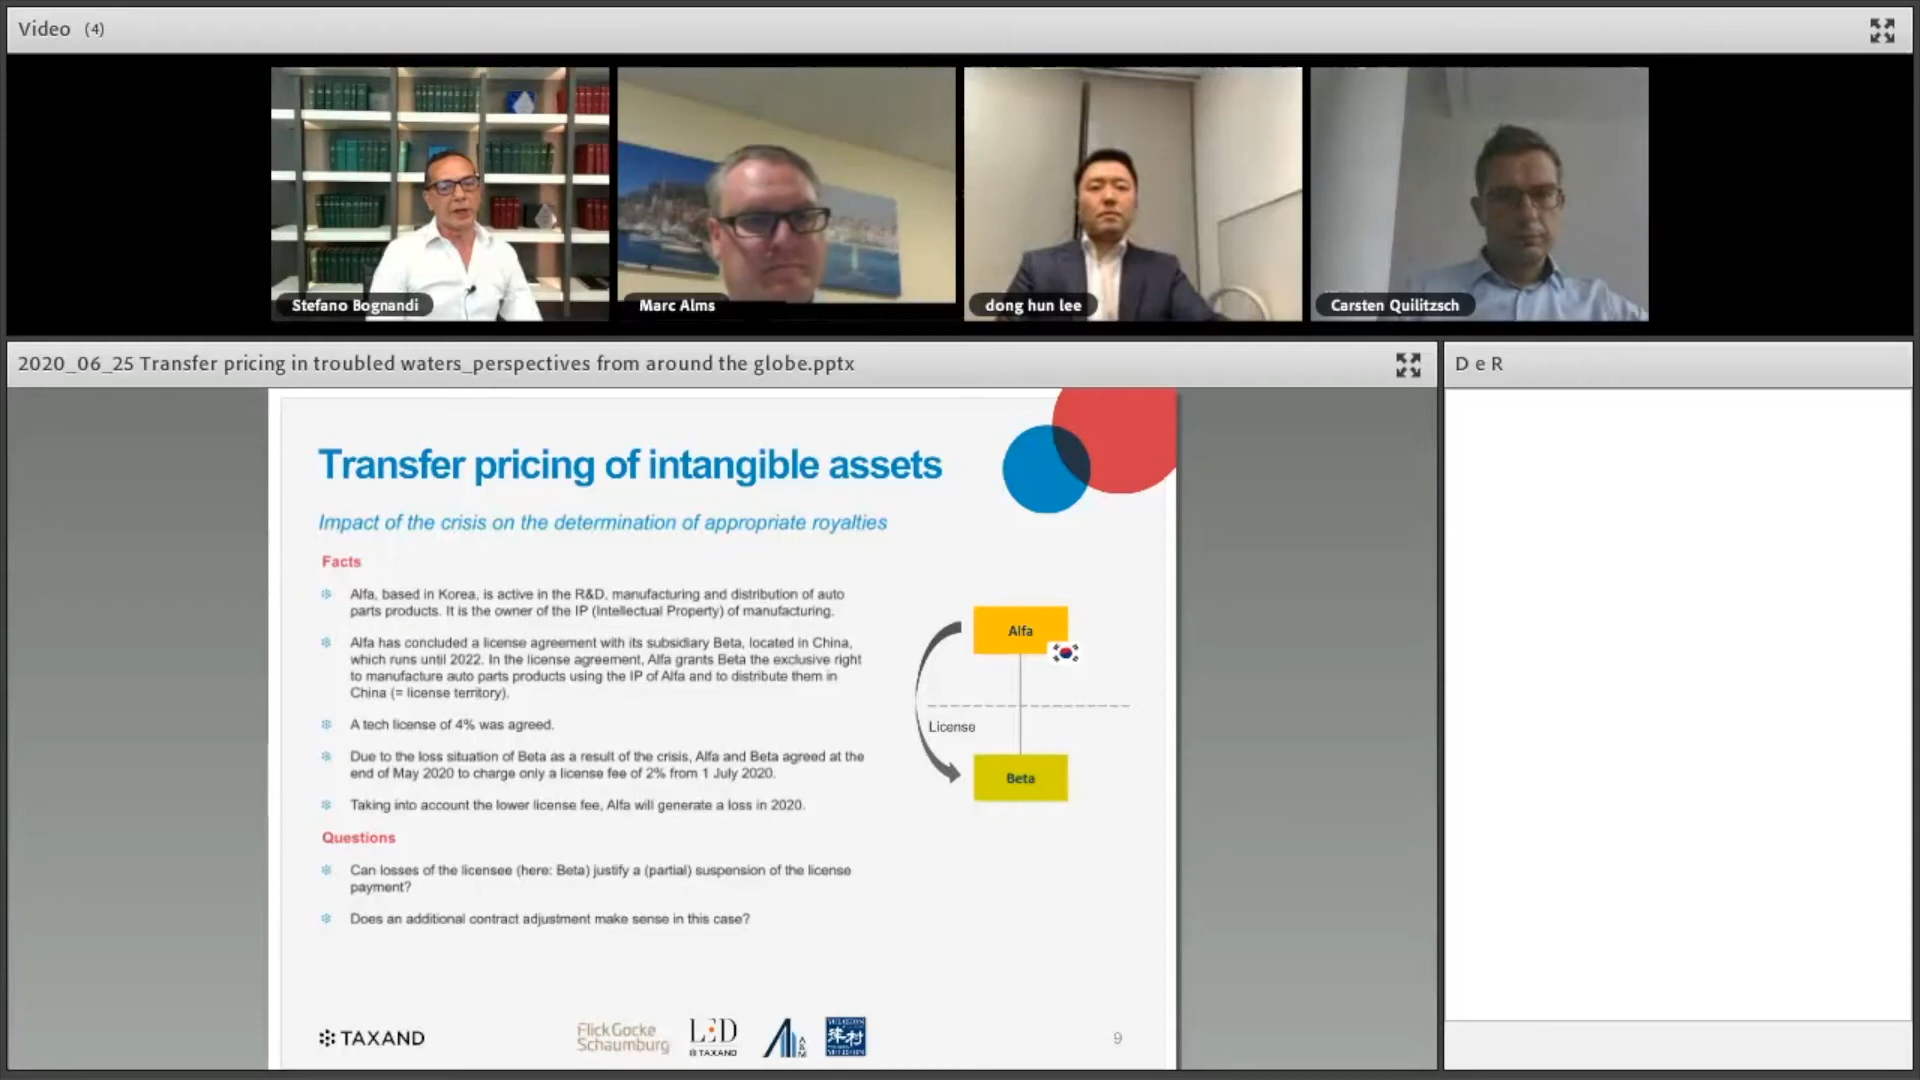 Video (4)
Stefano Bognandi
Marc Alms
dong hun lee
Carsten Quilitzsch
2020_06_25 Transfer pricing in troubled waters_perspectives from around the globe.pptx
D e R
Transfer pricing of intangible assets
Impact of the crisis on the determination of appropriate royalties
Facts
Alfa, based in Korea, is active in the R&D, manufacturing and distribution of auto
parts products. It is the owner of the IP (Intellectual Property) of manufacturing.
Alfa has concluded a license agreement with its subsidiary Beta, located in China,
which runs until 2022. In the license agreement, Alfa grants Beta the exclusive right
to manufacture auto parts products using the IP of Alfa and to distribute them in
China (= license territory).
A tech license of 4% was agreed.
Due to the loss situation of Beta as a result of the crisis, Alfa and Beta agreed at the
end of May 2020 to charge only a license fee of 2% from 1 July 2020.
Taking into account the lower license fee, Alfa will generate a loss in 2020.
Questions
Can losses of the licensee (here: Beta) justify a (partial) suspension of the license
payment?
Does an additional contract adjustment make sense in this case?
Alfa
License
Beta
TAXAND
Flick Gocke
Schaumburg
LED
TAXAND
A&M
9